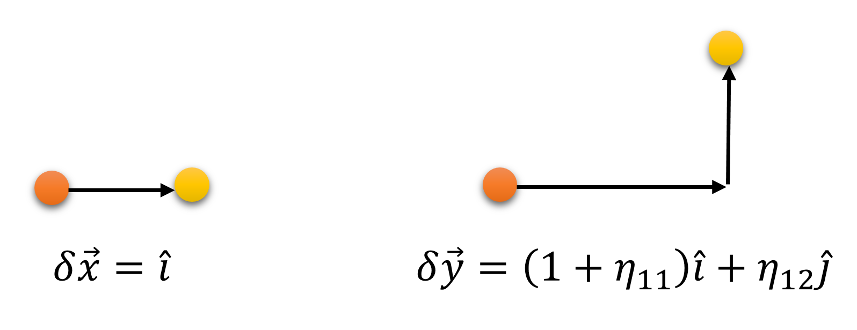 δx⃗ = î
δy⃗ = (1 + η₁₁)î + η₁₂ĵ